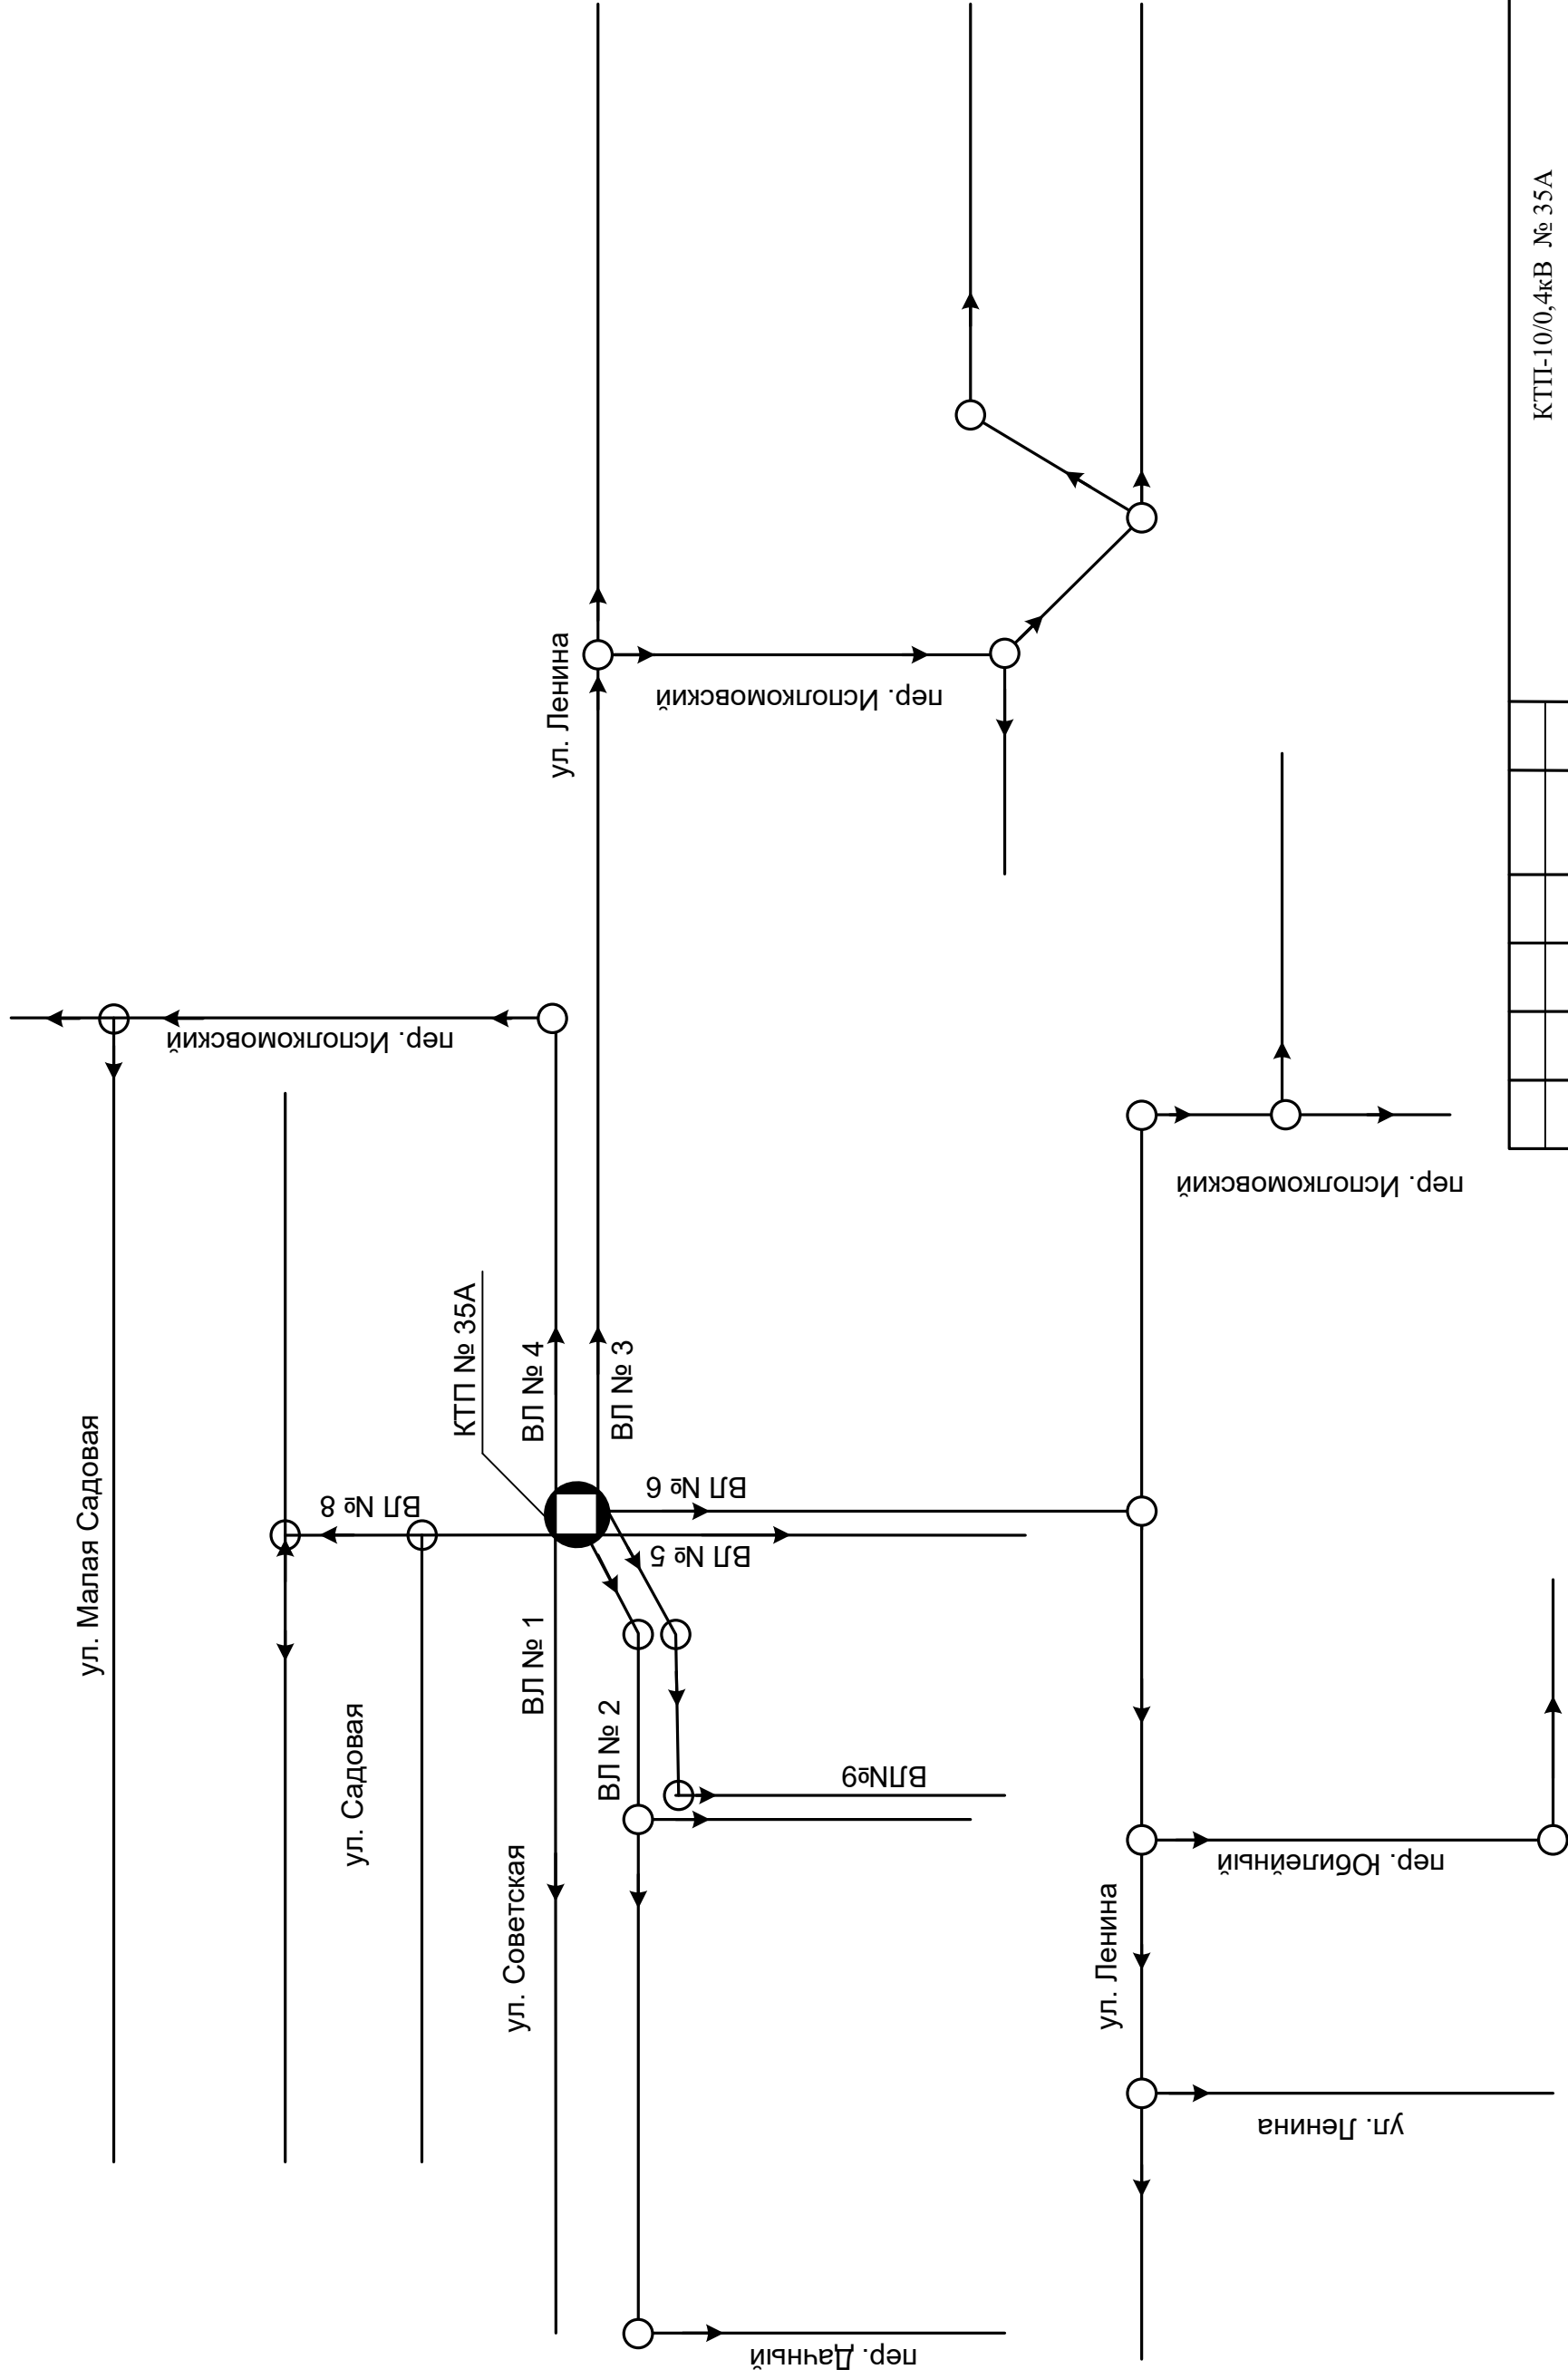 ул. Малая Садовая
пер. Исполкомовский
ВЛ № 8
ул. Садовая
КТП № 35А
ВЛ № 4
ВЛ № 1
ул. Советская
ул. Ленина
ВЛ № 3
ВЛ № 2
ВЛ № 6
ВЛ № 5
ВЛ№9
пер. Дачный
пер. Исполкомовский
ул. Ленина
пер. Исполкомовский
пер. Юбилейный
ул. Ленина
КТП-10/0,4кВ № 35А